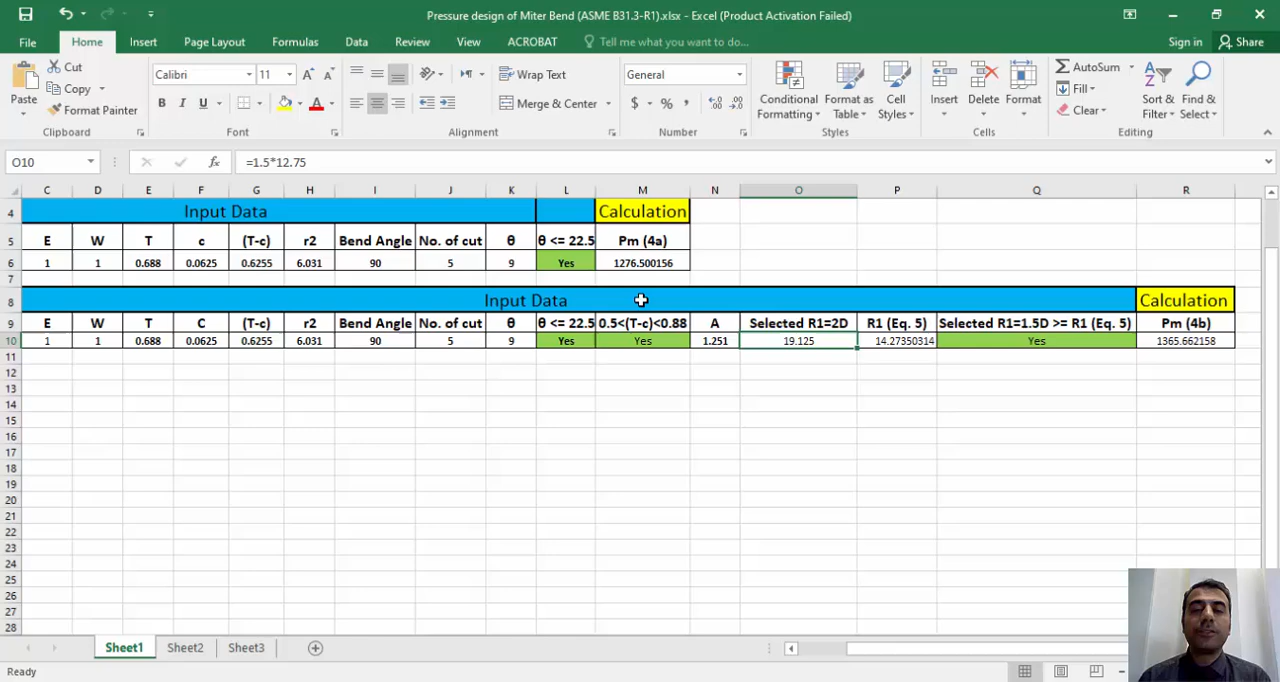 Pressure design of Miter Bend (ASME B31.3-R1).xlsx - Excel (Product Activation Failed)
File Home Insert Page Layout Formulas Data Review View ACROBAT Tell me what you want to do... Sign in Share
Cut
Copy
Format Painter
Paste
Calibri 11
B I U
Wrap Text
Merge & Center
General
$ % ,
Conditional Formatting
Format as Table
Cell Styles
Insert Delete Format
AutoSum
Fill
Clear
Sort & Filter
Find & Select
Clipboard Font Alignment Number Styles Cells Editing
O10 fx =1.5*12.75
C D E F G H I J K L M N O P Q R
4 Input Data Calculation
5 E W T c (T-c) r2 Bend Angle No. of cut θ θ <= 22.5 Pm (4a)
6 1 1 0.688 0.0625 0.6255 6.031 90 5 9 Yes 1276.500156
7
8 Input Data Calculation
9 E W T C (T-c) r2 Bend Angle No. of cut θ θ <= 22.5 0.5<(T-c)<0.88 A Selected R1=2D R1 (Eq. 5) Selected R1=1.5D >= R1 (Eq. 5) Pm (4b)
10 1 1 0.688 0.0625 0.6255 6.031 90 5 9 Yes Yes 1.251 19.125 14.27350314 Yes 1365.662158
11
12
13
14
15
16
17
18
19
20
21
22
23
24
25
26
27
28
Sheet1 Sheet2 Sheet3
Ready